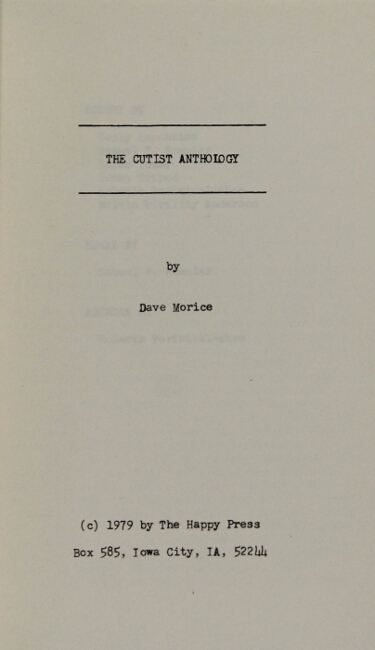 THE CUTIST ANTHOLOGY
by
Dave Morice
(c) 1979 by The Happy Press
Box 585, Iowa City, IA, 52244